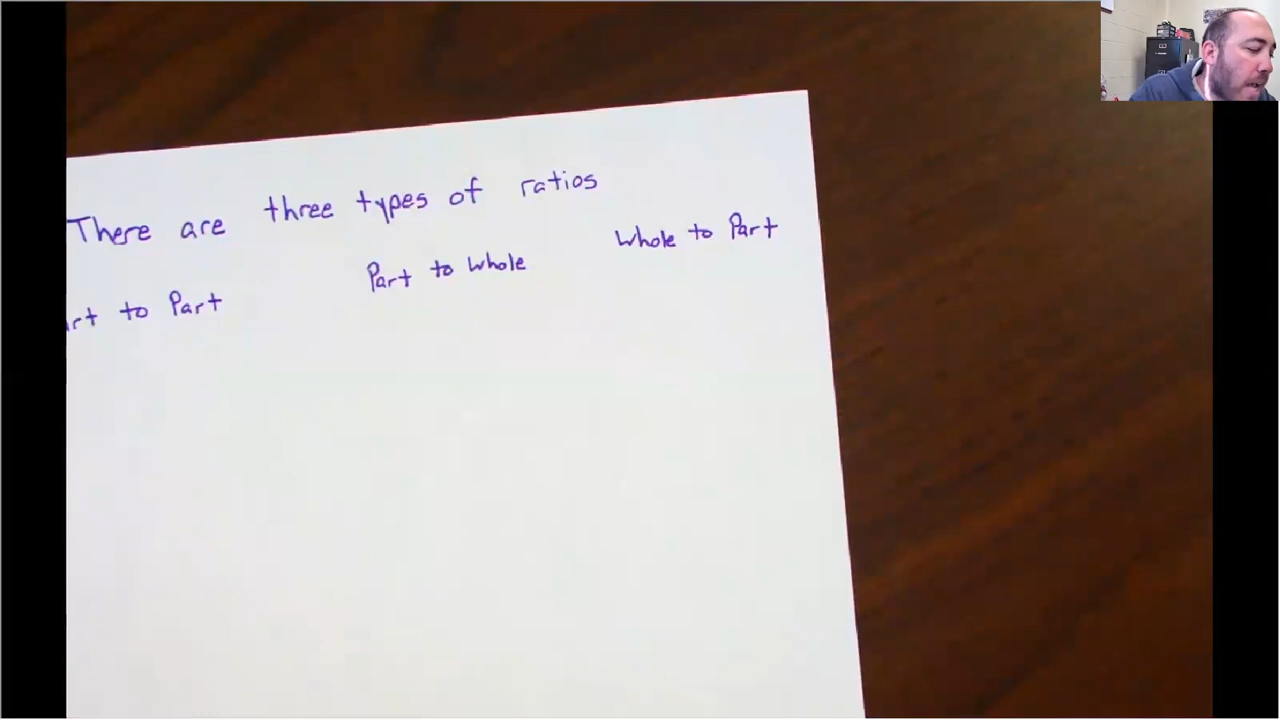 There are three types of ratios
to Part Part to Whole Whole to Part